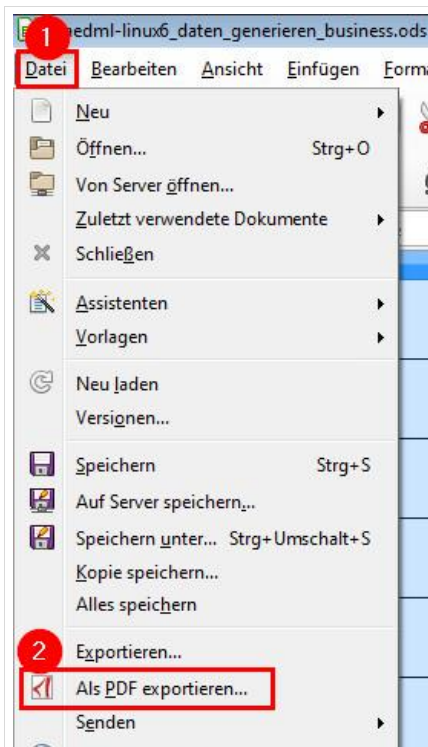 1
edml-linux6_daten_generieren_business.ods
Datei Bearbeiten Ansicht Einfügen Forma
Neu
Öffnen... Strg+O
Von Server öffnen...
Zuletzt verwendete Dokumente
Schließen
Assistenten
Vorlagen
Neu laden
Versionen...
Speichern Strg+S
Auf Server speichern...
Speichern unter... Strg+Umschalt+S
Kopie speichern...
Alles speichern
2
Exportieren...
Als PDF exportieren...
Senden